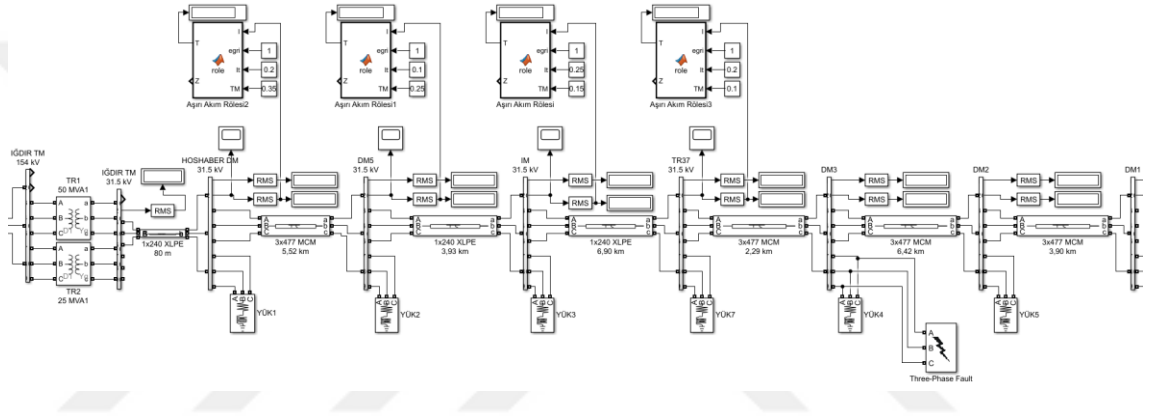 T
I
egri
It
TM
Z
role
1
0.2
0.35
Aşırı Akım Rölesi2
T
I
egri
It
TM
Z
role
1
0.1
0.25
Aşırı Akım Rölesi1
T
I
egri
It
TM
Z
role
1
0.25
0.15
Aşırı Akım Rölesi
T
I
egri
It
TM
Z
role
1
0.2
0.1
Aşırı Akım Rölesi3
IĞDIR TM
154 kV
TR1
50 MVA1
A
B
C
a
b
c
TR2
25 MVA1
A
B
C
a
b
c
IĞDIR TM
31.5 kV
RMS
1x240 XLPE
80 m
HOSHABER DM
31.5 kV
RMS
RMS
A
B
C
a
b
c
3x477 MCM
5,52 km
A
B
C
YÜK1
DM5
31.5 kV
RMS
RMS
A
B
C
a
b
c
1x240 XLPE
3,93 km
A
B
C
YÜK2
IM
31.5 kV
RMS
RMS
A
B
C
a
b
c
1x240 XLPE
6,90 km
A
B
C
YÜK3
TR37
31.5 kV
RMS
RMS
A
B
C
a
b
c
3x477 MCM
2,29 km
A
B
C
YÜK7
DM3
31.5 kV
RMS
RMS
A
B
C
a
b
c
3x477 MCM
6,42 km
A
B
C
YÜK4
A
B
C
Three-Phase Fault
DM2
31.5 kV
RMS
RMS
A
B
C
a
b
c
3x477 MCM
3,90 km
A
B
C
YÜK5
DM1